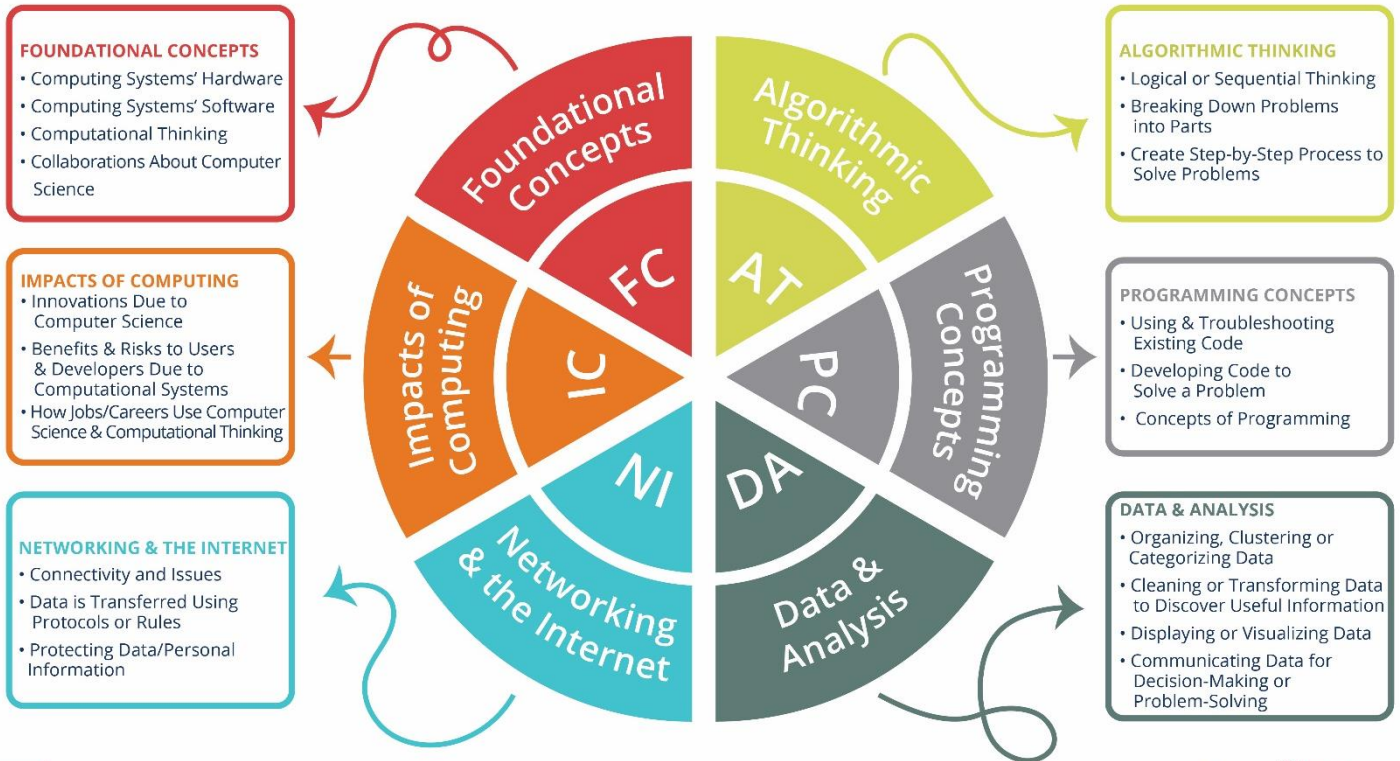 FOUNDATIONAL CONCEPTS
• Computing Systems' Hardware
• Computing Systems' Software
• Computational Thinking
• Collaborations About Computer
Science
IMPACTS OF COMPUTING
• Innovations Due to
Computer Science
• Benefits & Risks to Users
& Developers Due to
Computational Systems
• How Jobs/Careers Use Computer
Science & Computational Thinking
NETWORKING & THE INTERNET
• Connectivity and Issues
• Data is Transferred Using
Protocols or Rules
• Protecting Data/Personal
Information
Foundational
Concepts
FC
Algorithmic
Thinking
AT
Impacts of
Computing
IC
Programming
Concepts
PC
Networking
& the Internet
NI
Data &
Analysis
DA
ALGORITHMIC THINKING
• Logical or Sequential Thinking
• Breaking Down Problems
into Parts
• Create Step-by-Step Process to
Solve Problems
PROGRAMMING CONCEPTS
• Using & Troubleshooting
Existing Code
• Developing Code to
Solve a Problem
• Concepts of Programming
DATA & ANALYSIS
• Organizing, Clustering or
Categorizing Data
• Cleaning or Transforming Data
to Discover Useful Information
• Displaying or Visualizing Data
• Communicating Data for
Decision-Making or
Problem-Solving